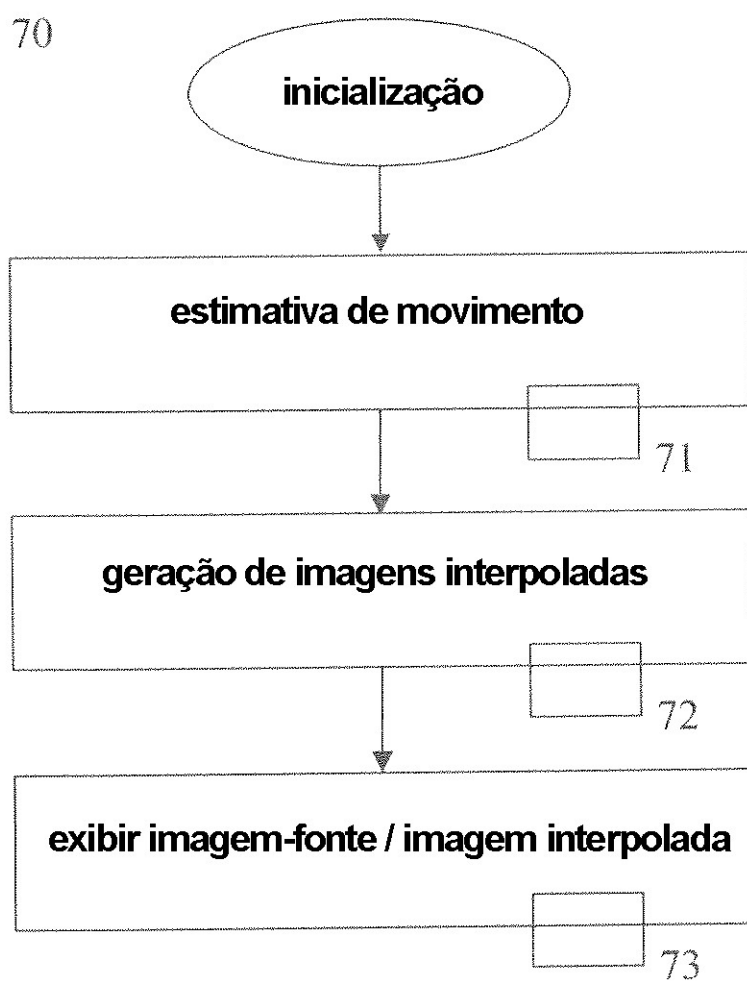 70
inicialização
estimativa de movimento
71
geração de imagens interpoladas
72
exibir imagem-fonte / imagem interpolada
73